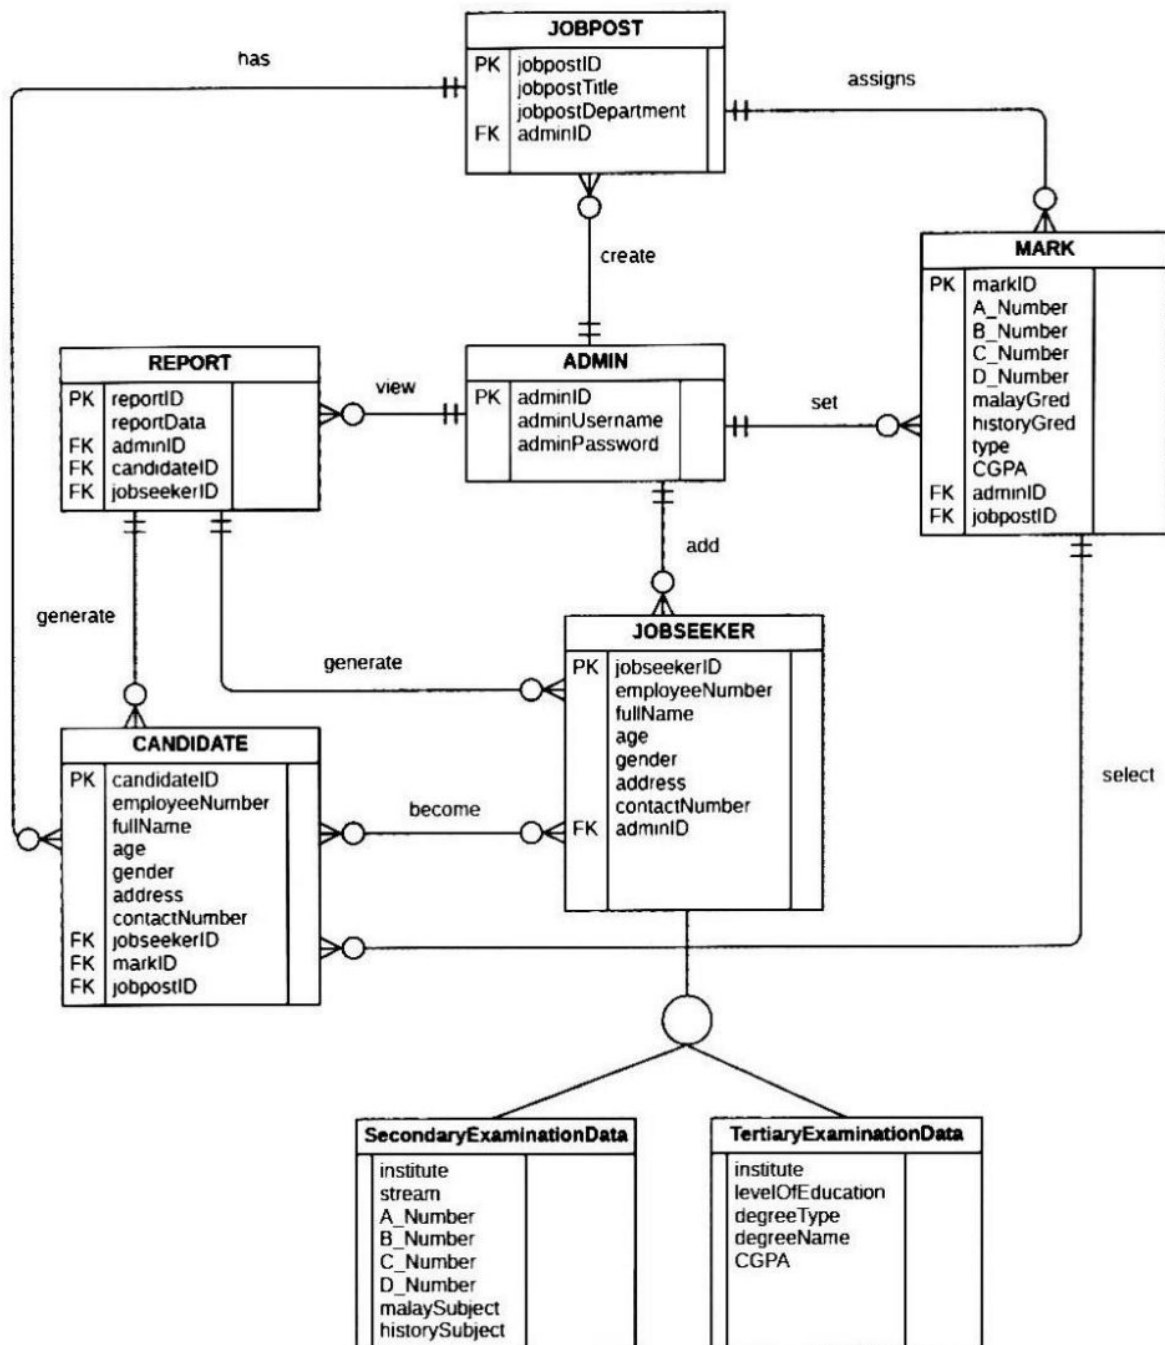 JOBPOST
PK jobpostID
jobpostTitle
jobpostDepartment
FK adminID
has
assigns
create
MARK
PK markID
A_Number
B_Number
C_Number
D_Number
malayGred
historyGred
type
CGPA
FK adminID
FK jobpostID
REPORT
PK reportID
reportData
FK adminID
FK candidateID
FK jobseekerID
view
ADMIN
PK adminID
adminUsername
adminPassword
set
add
generate
generate
JOBSEEKER
PK jobseekerID
employeeNumber
fullName
age
gender
address
contactNumber
FK adminID
select
CANDIDATE
PK candidateID
employeeNumber
fullName
age
gender
address
contactNumber
FK jobseekerID
FK markID
FK jobpostID
become
SecondaryExaminationData
institute
stream
A_Number
B_Number
C_Number
D_Number
malaySubject
historySubject
TertiaryExaminationData
institute
levelOfEducation
degreeType
degreeName
CGPA